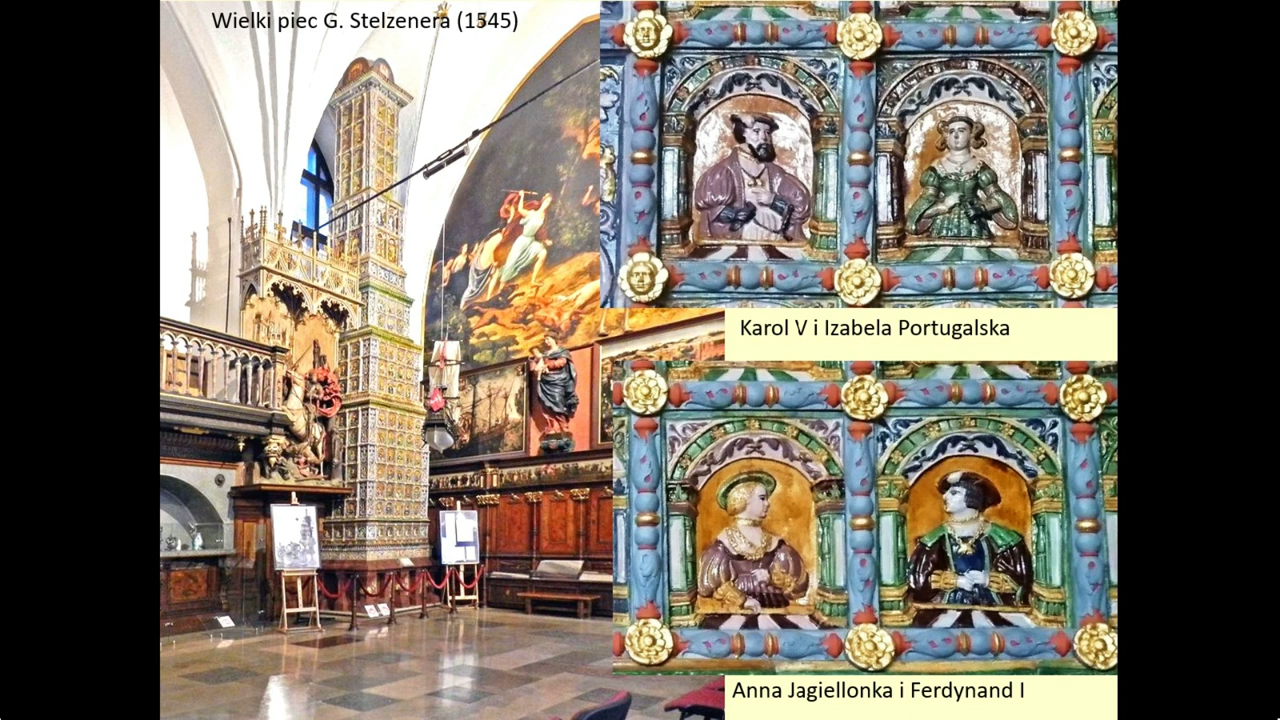 Wielki piec G. Stelzenera (1545)
Karol V i Izabela Portugalska
Anna Jagiellonka i Ferdynand I